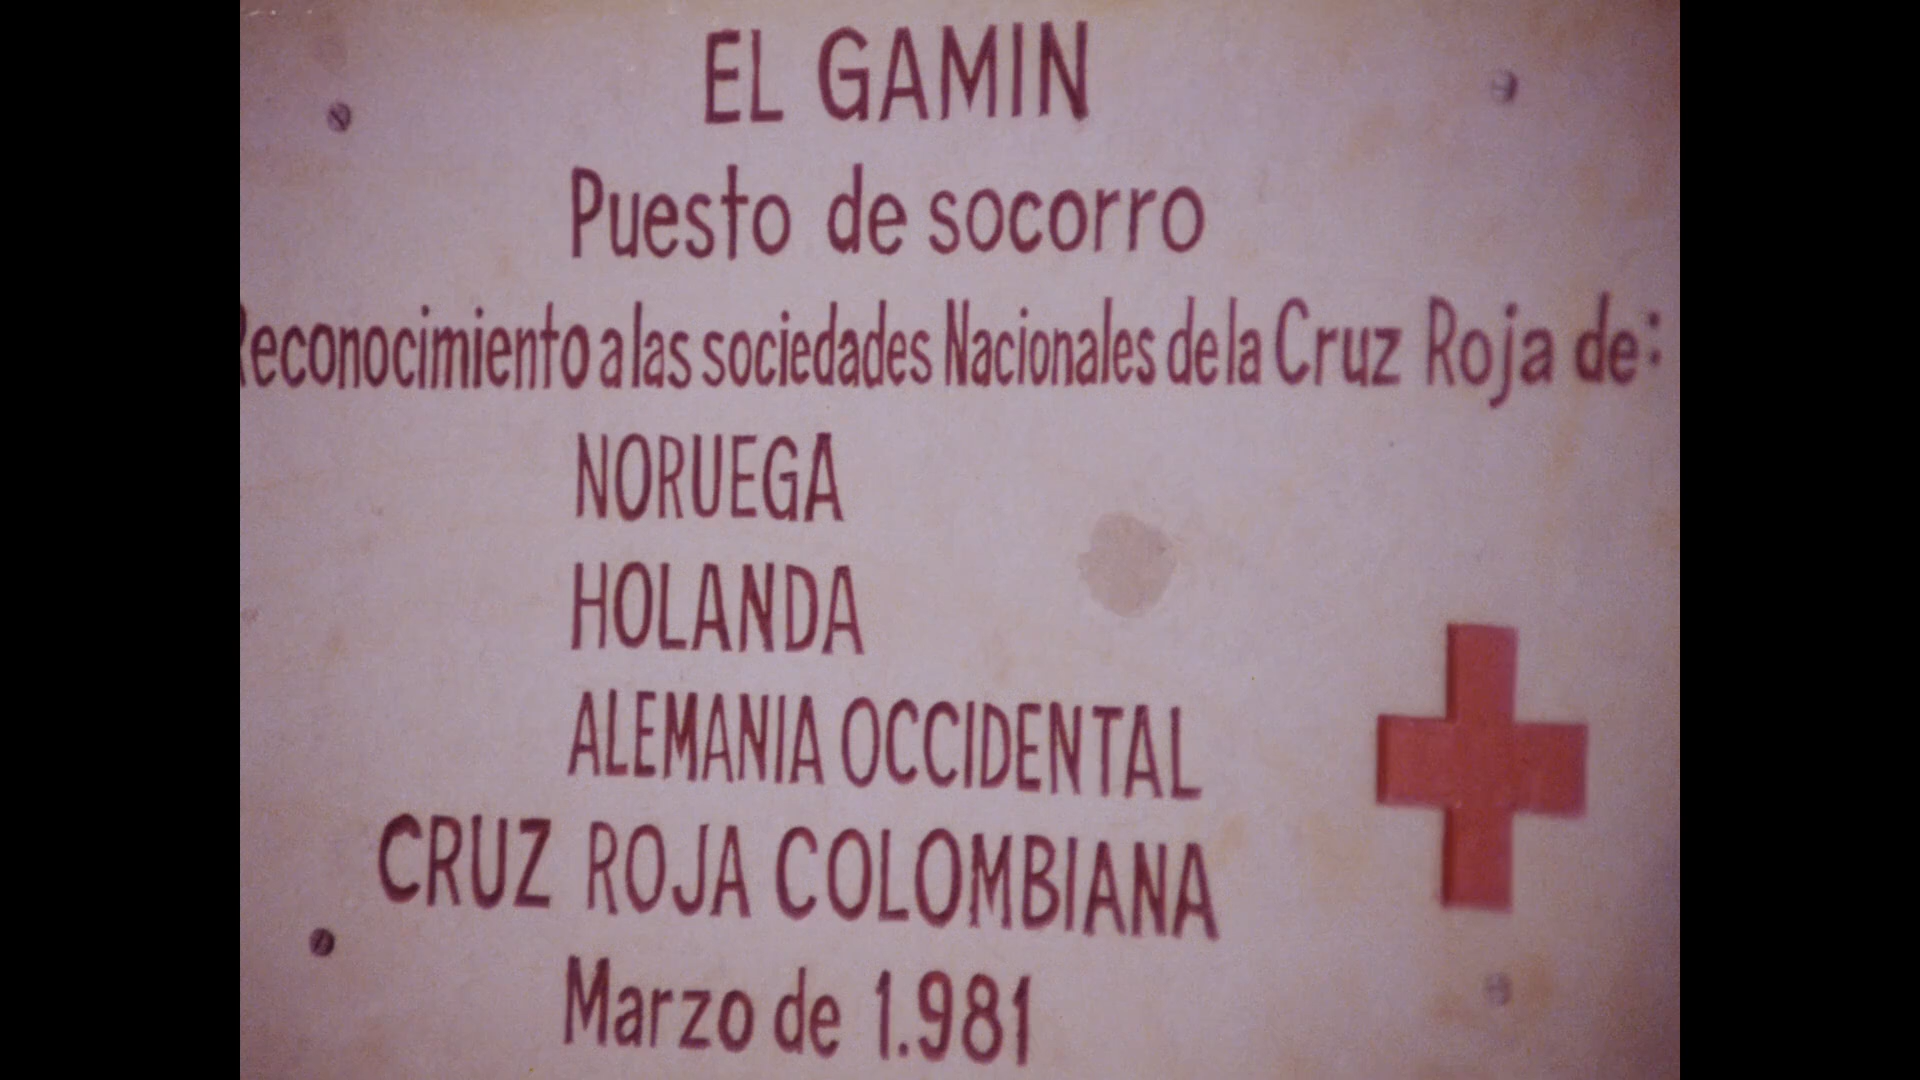 EL GAMIN
Puesto de socorro
Reconocimiento a las sociedades Nacionales de la Cruz Roja de:
NORUEGA
HOLANDA
ALEMANIA OCCIDENTAL
CRUZ ROJA COLOMBIANA
Marzo de 1.981